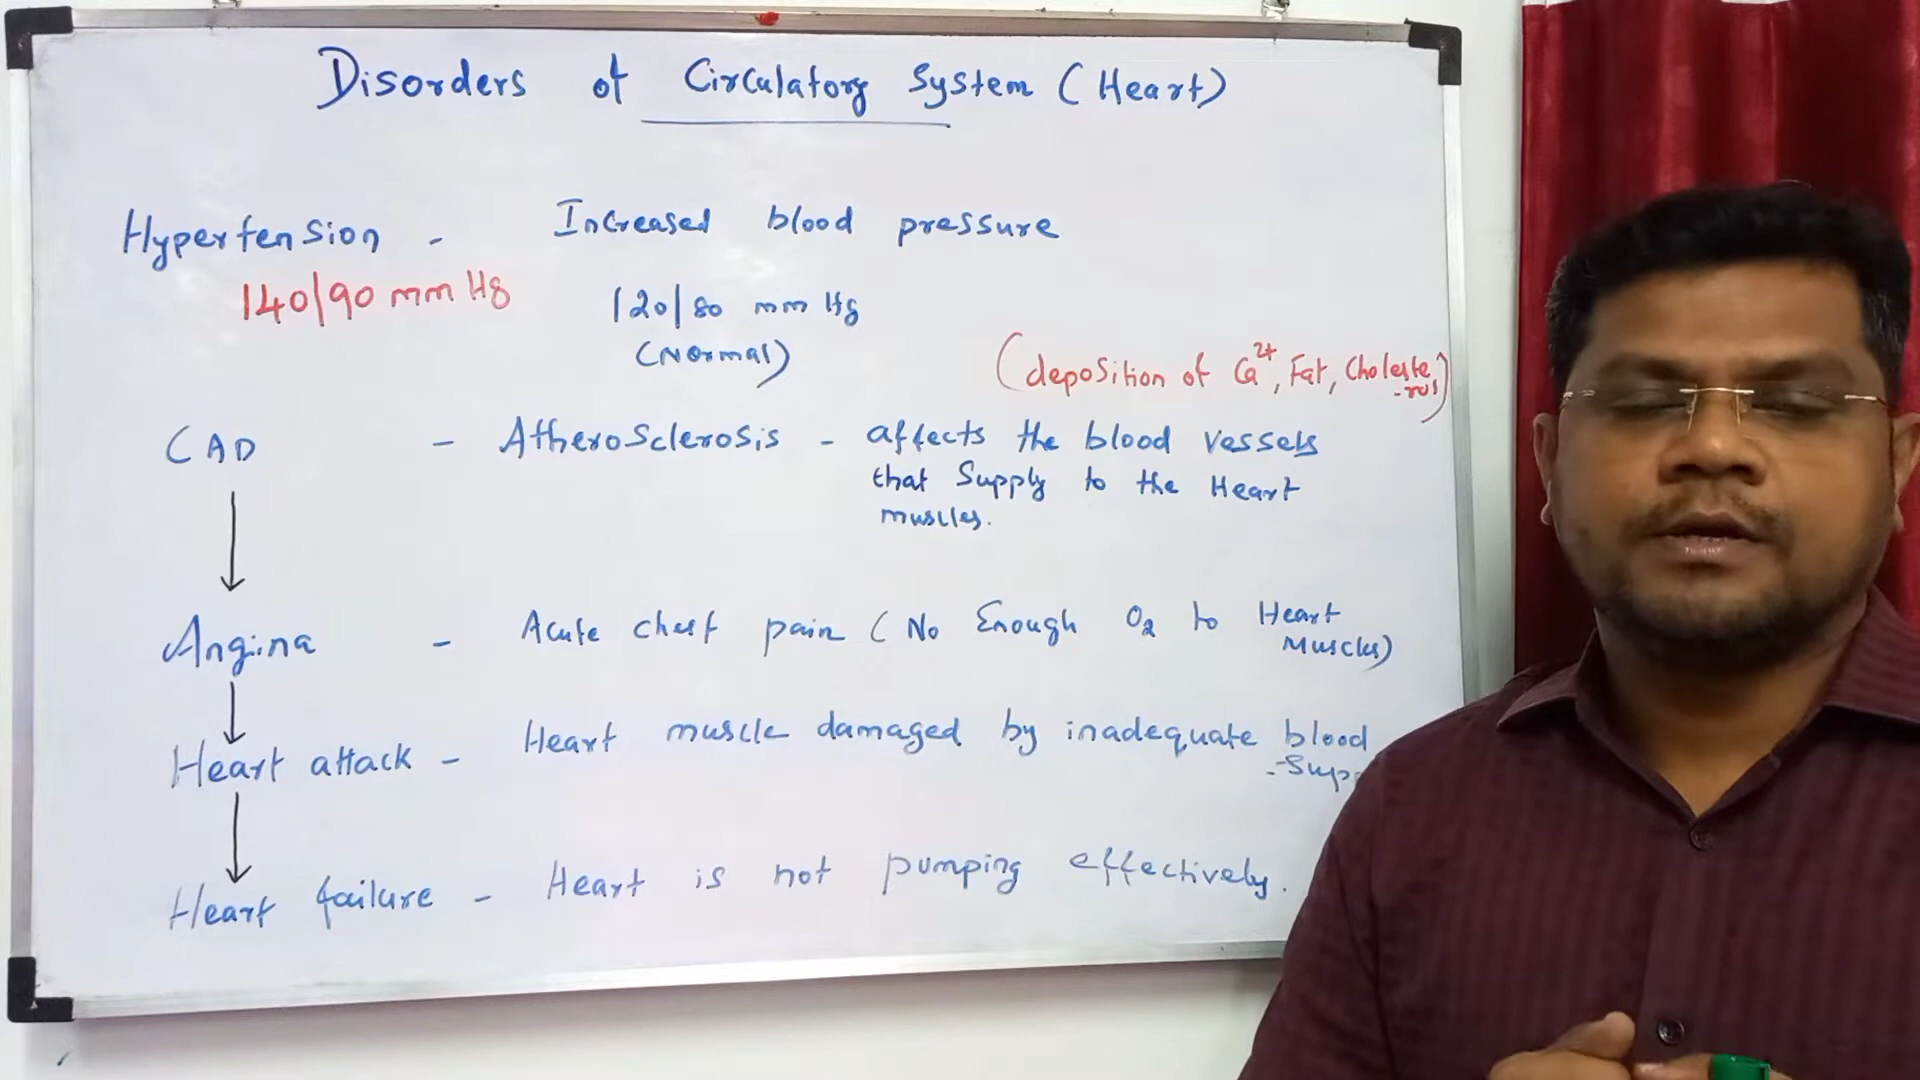 Disorders of Circulatory System (Heart)
Hypertension - Increased blood pressure
140/90 mm Hg
120/80 mm Hg
(Normal)
(deposition of Ca2+, Fat, Choleste
-rol)
CAD - Atherosclerosis - affects the blood vessels
that Supply to the Heart
muscles.
Angina - Acute chest pain (No Enough O2 to Heart
Muscles)
Heart attack - Heart muscle damaged by inadequate blood
-Supp
Heart failure - Heart is not pumping effectively.